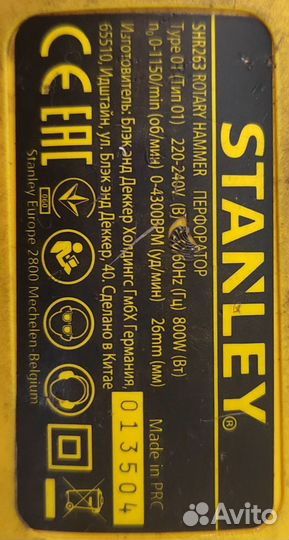 STANLEY®
SHR263 ROTARY HAMMER ПЕРФОРАТОР
Type 01 (Тип 01) 220-240V (В) 60Hz (Гц) 800W (Вт)
n₀ 0-1150/min (об/мин) 0-4300BPM (уд/мин) 26mm (мм)
Изготовитель: Блэк энд Деккер Холдингс ГмбХ Германия,
65510, Идштайн, ул. Блэк энд Деккер, 40. Сделано в Китае
Made in PRC
013504
CE EAC
Stanley Europe 2800 Mechelen Belgium
Avito